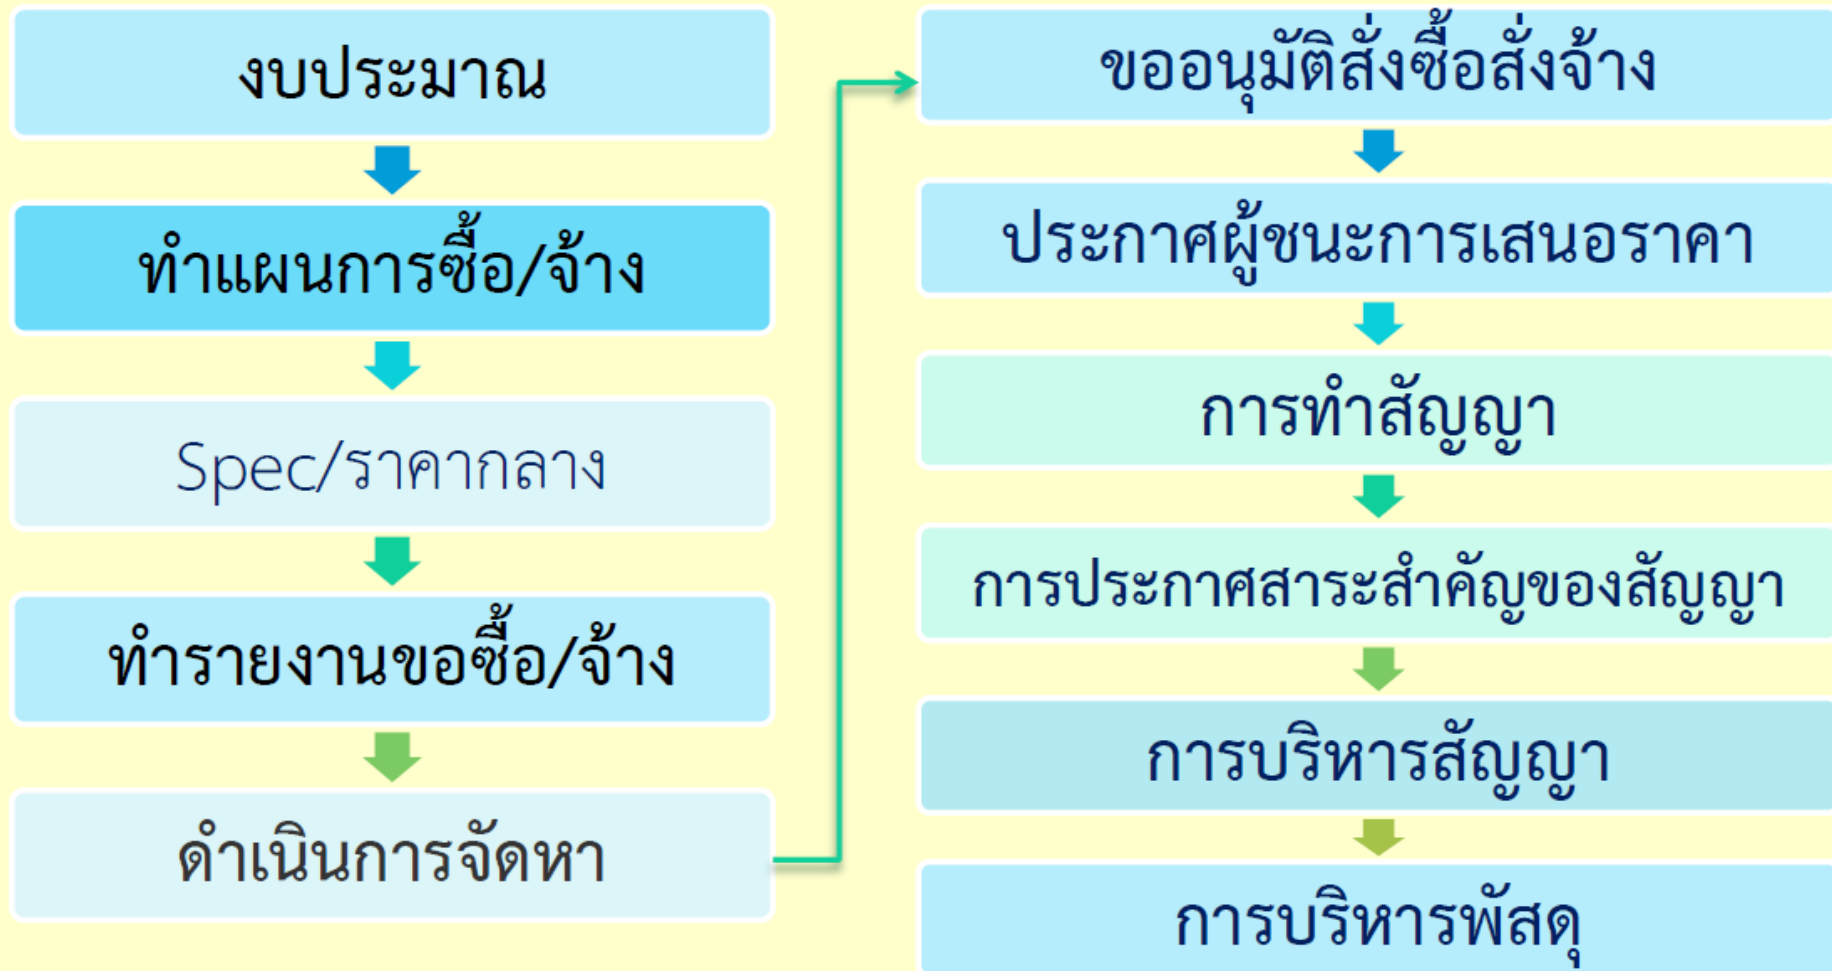 งบประมาณ
ทำแผนการซื้อ/จ้าง
Spec/ราคากลาง
ทำรายงานขอซื้อ/จ้าง
ดำเนินการจัดหา
ขออนุมัติสั่งซื้อสั่งจ้าง
ประกาศผู้ชนะการเสนอราคา
การทำสัญญา
การประกาศสาระสำคัญของสัญญา
การบริหารสัญญา
การบริหารพัสดุ